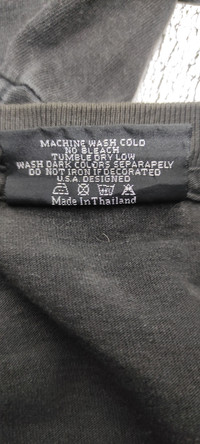 MACHINE WASH COLD
NO BLEACH
TUMBLE DRY LOW
WASH DARK COLORS SEPARAPELY
DO NOT IRON IF DECORATED
U.S.A. DESIGNED
Made In Thailand